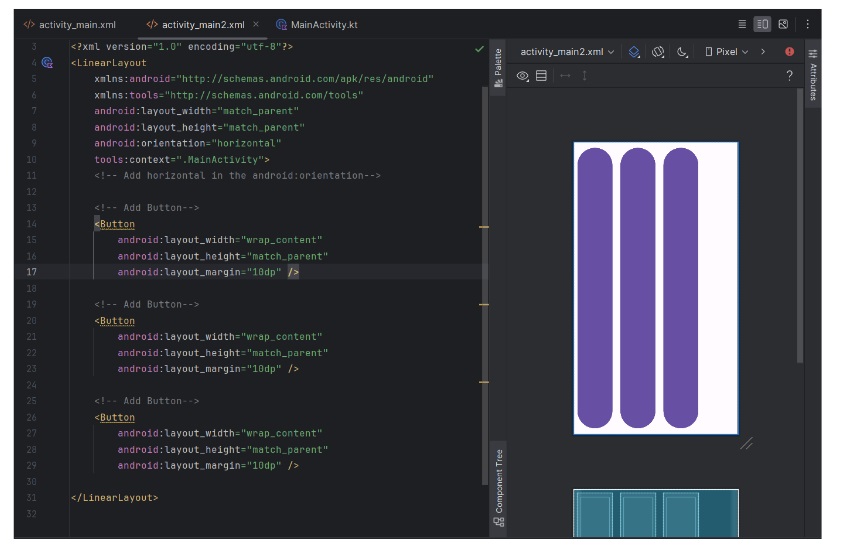 activity_main.xml
activity_main2.xml
MainActivity.kt
3 <?xml version="1.0" encoding="utf-8"?>
4 <LinearLayout
5 xmlns:android="http://schemas.android.com/apk/res/android"
6 xmlns:tools="http://schemas.android.com/tools"
7 android:layout_width="match_parent"
8 android:layout_height="match_parent"
9 android:orientation="horizontal"
10 tools:context=".MainActivity">
11 <!-- Add horizontal in the android:orientation-->
12
13 <!-- Add Button-->
14 <Button
15 android:layout_width="wrap_content"
16 android:layout_height="match_parent"
17 android:layout_margin="10dp" />
18
19 <!-- Add Button-->
20 <Button
21 android:layout_width="wrap_content"
22 android:layout_height="match_parent"
23 android:layout_margin="10dp" />
24
25 <!-- Add Button-->
26 <Button
27 android:layout_width="wrap_content"
28 android:layout_height="match_parent"
29 android:layout_margin="10dp" />
30
31 </LinearLayout>
32
Palette
Component Tree
activity_main2.xml
Pixel
?
Attributes